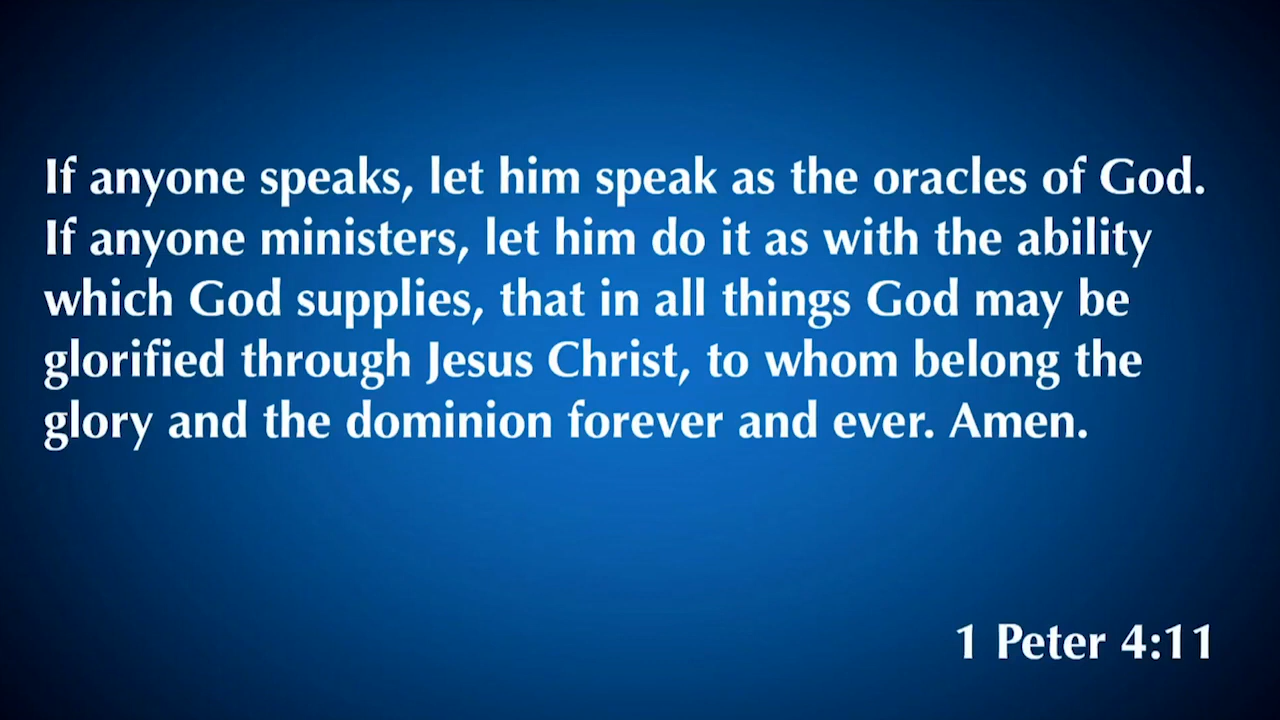 If anyone speaks, let him speak as the oracles of God.
If anyone ministers, let him do it as with the ability
which God supplies, that in all things God may be
glorified through Jesus Christ, to whom belong the
glory and the dominion forever and ever. Amen.
1 Peter 4:11